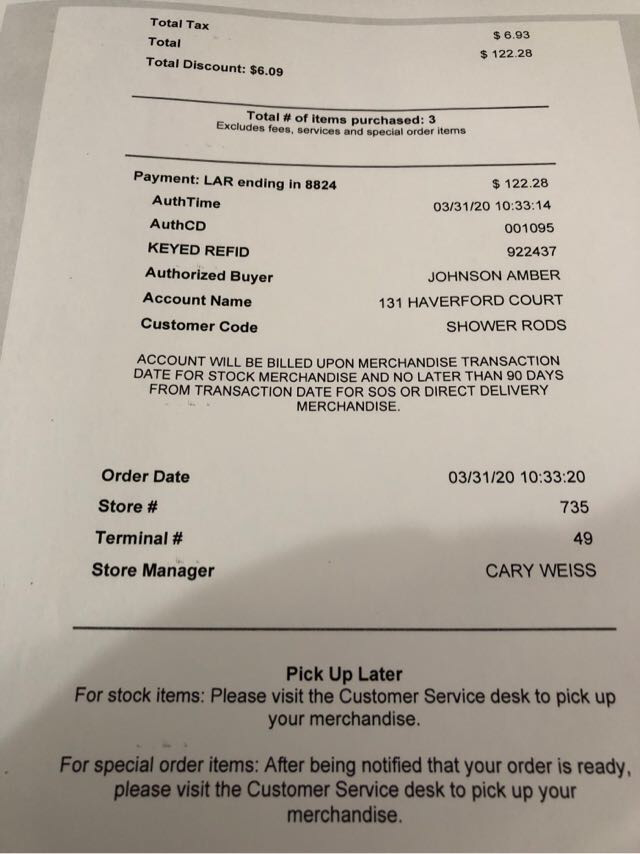 Total Tax $ 6.93
Total $ 122.28
Total Discount: $6.09
Total # of items purchased: 3
Excludes fees, services and special order items
Payment: LAR ending in 8824 $ 122.28
AuthTime 03/31/20 10:33:14
AuthCD 001095
KEYED REFID 922437
Authorized Buyer JOHNSON AMBER
Account Name 131 HAVERFORD COURT
Customer Code SHOWER RODS
ACCOUNT WILL BE BILLED UPON MERCHANDISE TRANSACTION
DATE FOR STOCK MERCHANDISE AND NO LATER THAN 90 DAYS
FROM TRANSACTION DATE FOR SOS OR DIRECT DELIVERY
MERCHANDISE.
Order Date 03/31/20 10:33:20
Store # 735
Terminal # 49
Store Manager CARY WEISS
Pick Up Later
For stock items: Please visit the Customer Service desk to pick up
your merchandise.
For special order items: After being notified that your order is ready,
please visit the Customer Service desk to pick up your
merchandise.